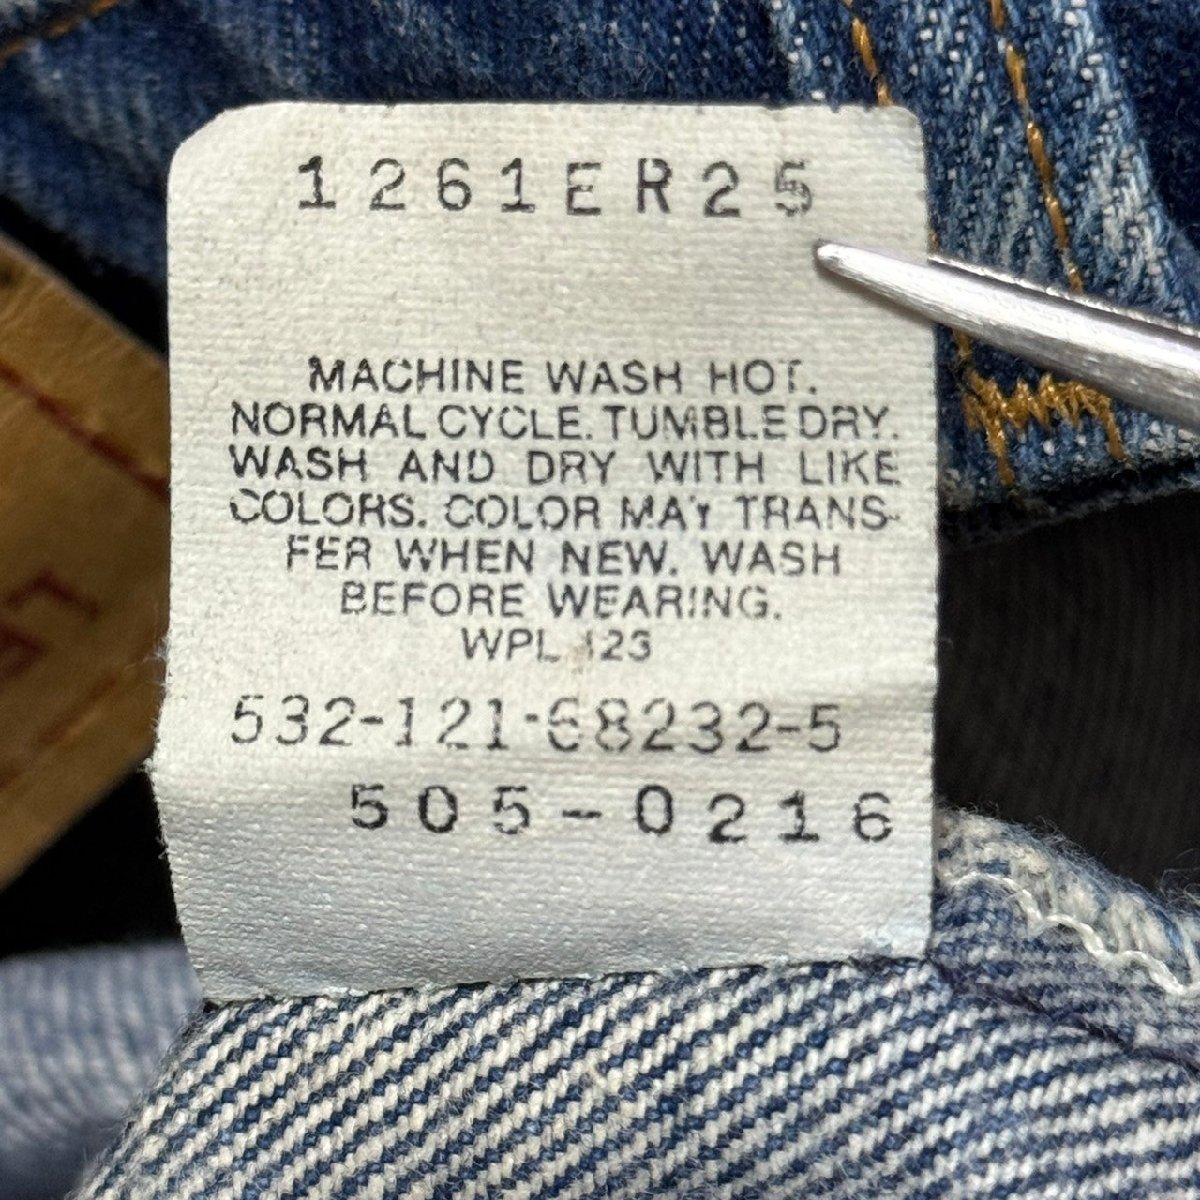 1261ER25
MACHINE WASH HOT.
NORMAL CYCLE. TUMBLE DRY.
WASH AND DRY WITH LIKE
COLORS. COLOR MAY TRANS-
FER WHEN NEW. WASH
BEFORE WEARING.
WPL 423
532-121-68232-5
505-0216